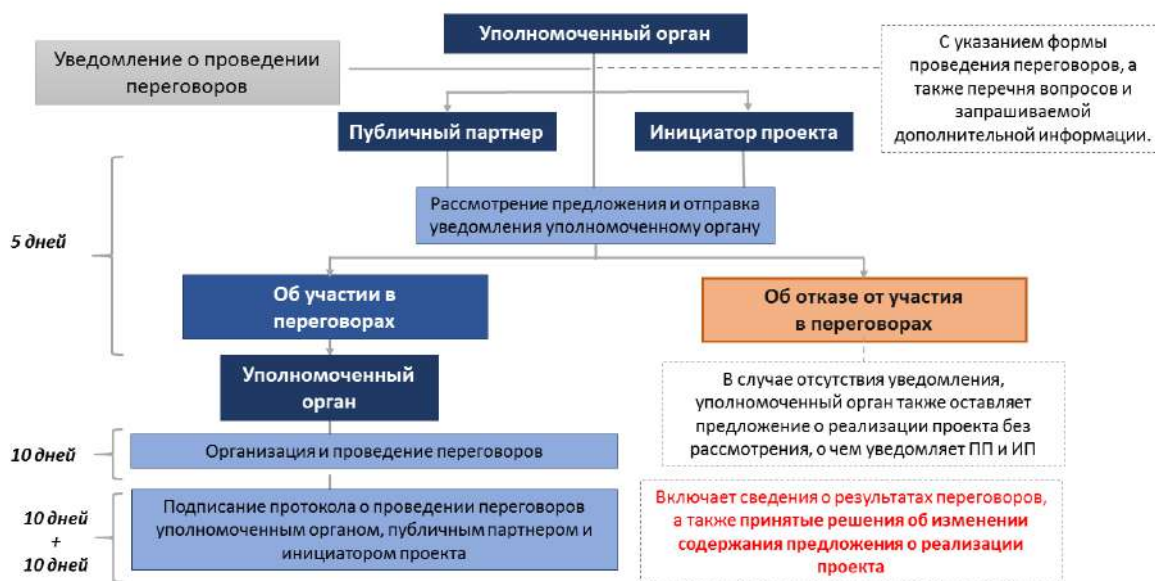 Уполномоченный орган
Уведомление о проведении
переговоров
С указанием формы
проведения переговоров, а
также перечня вопросов и
запрашиваемой
дополнительной информации.
Публичный партнер
Инициатор проекта
5 дней
Рассмотрение предложения и отправка
уведомления уполномоченному органу
Об участии в
переговорах
Об отказе от участия
в переговорах
Уполномоченный
орган
В случае отсутствия уведомления,
уполномоченный орган также оставляет
предложение о реализации проекта без
рассмотрения, о чем уведомляет ПП и ИП
10 дней
Организация и проведение переговоров
10 дней
+
10 дней
Подписание протокола о проведении переговоров
уполномоченным органом, публичным партнером и
инициатором проекта
Включает сведения о результатах переговоров,
а также принятые решения об изменении
содержания предложения о реализации
проекта